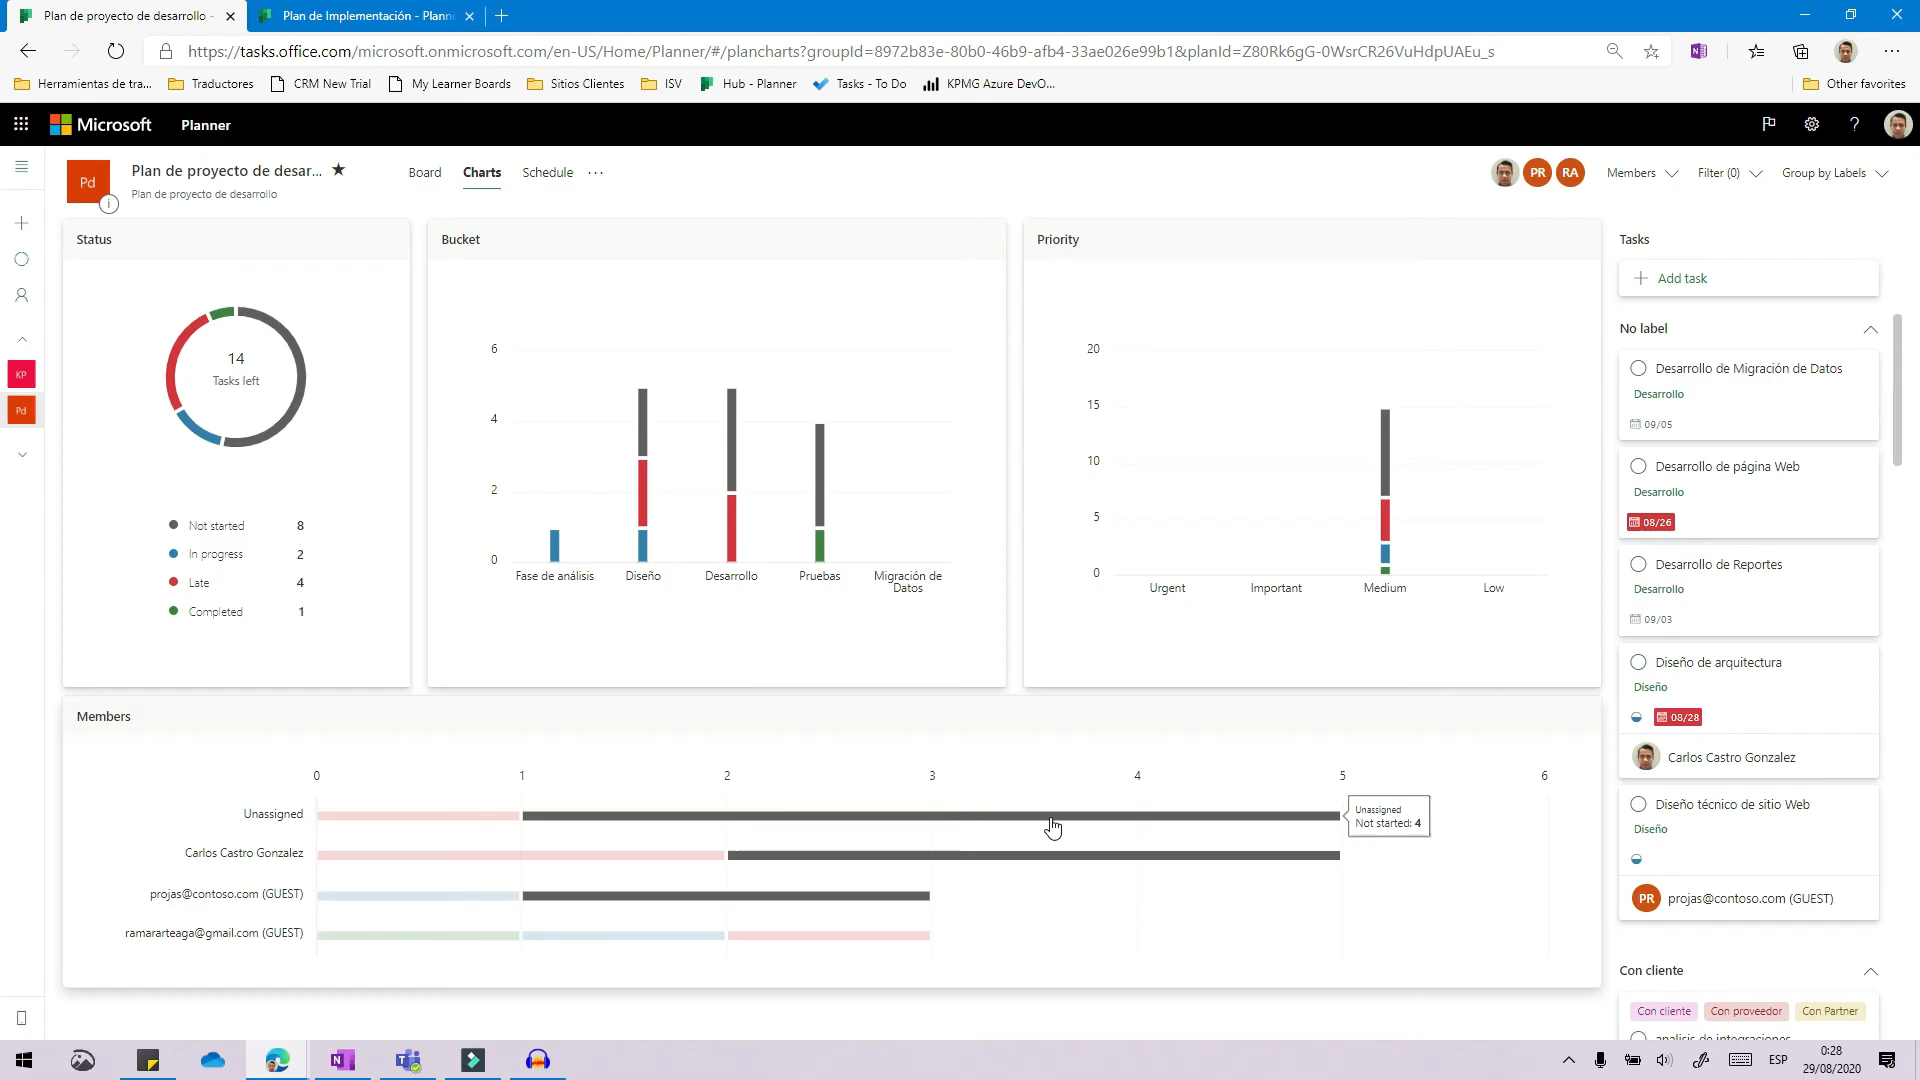 Plan de proyecto de desarrollo -
Plan de Implementación - Plann
https://tasks.office.com/microsoft.onmicrosoft.com/en-US/Home/Planner/#/plancharts?groupId=8972b83e-80b0-46b9-afb4-33ae026e99b1&planId=Z80Rk6gG-0WsrCR26VuHdpUAEu_s
Herramientas de tra...
Traductores
CRM New Trial
My Learner Boards
Sitios Clientes
ISV
Hub - Planner
Tasks - To Do
KPMG Azure DevO...
Other favorites
Microsoft
Planner
?
Pd
Plan de proyecto de desar...
Plan de proyecto de desarrollo
Board
Charts
Schedule
PR
RA
Members
Filter (0)
Group by Labels
KP
Pd
Status
14
Tasks left
Not started 8
In progress 2
Late 4
Completed 1
Bucket
6
4
2
0
Fase de análisis
Diseño
Desarrollo
Pruebas
Migración de
Datos
Priority
20
15
10
5
0
Urgent
Important
Medium
Low
Members
0 1 2 3 4 5 6
Unassigned
Carlos Castro Gonzalez
projas@contoso.com (GUEST)
ramararteaga@gmail.com (GUEST)
Unassigned
Not started: 4
Tasks
Add task
No label
Desarrollo de Migración de Datos
Desarrollo
09/05
Desarrollo de página Web
Desarrollo
08/26
Desarrollo de Reportes
Desarrollo
09/03
Diseño de arquitectura
Diseño
08/28
Carlos Castro Gonzalez
Diseño técnico de sitio Web
Diseño
PR
projas@contoso.com (GUEST)
Con cliente
Con cliente
Con proveedor
Con Partner
analisis de integraciones
ESP
0:28
29/08/2020